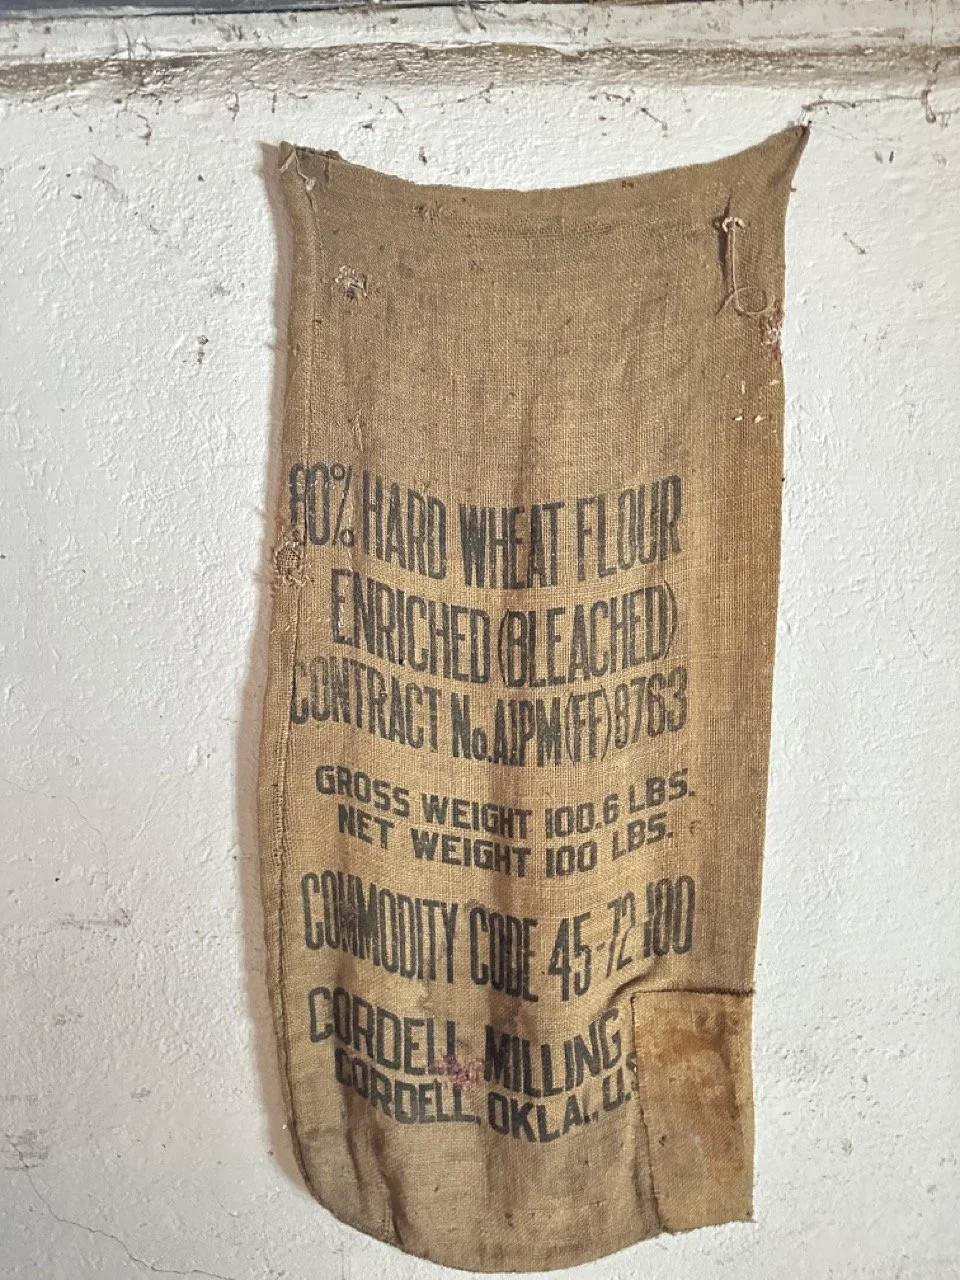 80% HARD WHEAT FLOUR
ENRICHED (BLEACHED)
CONTRACT No. A1PM(FF)8763
GROSS WEIGHT 100.6 LBS.
NET WEIGHT 100 LBS.
COMMODITY CODE 45-72-100
CORDELL MILLING
CORDELL, OKLA., U.S